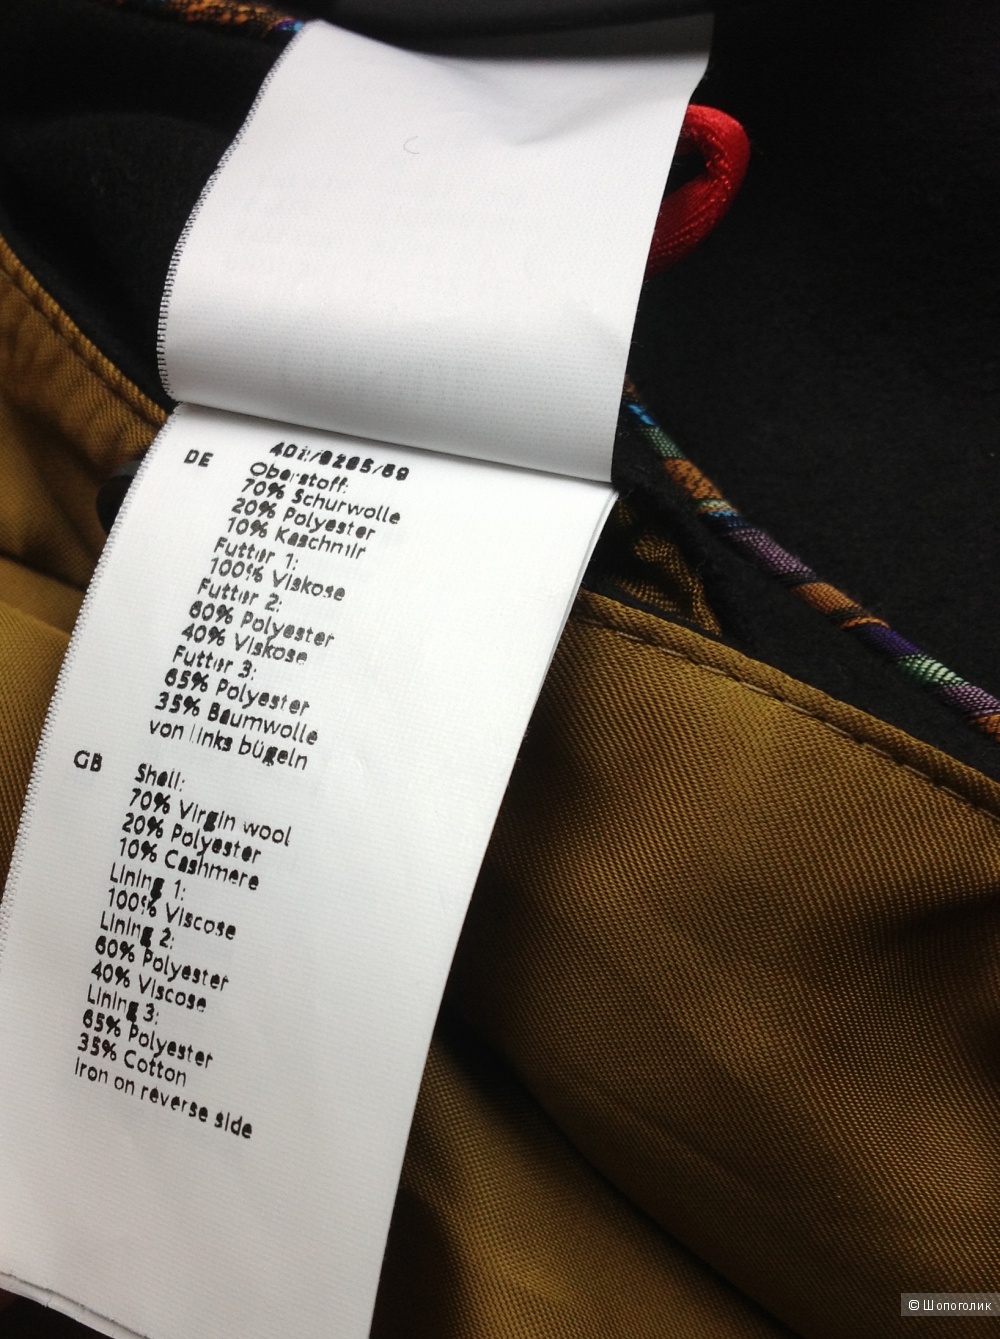 DE
Oberstoff:
70% Schurwolle
20% Polyester
10% Kaschmir
Futter 1:
100% Viskose
Futter 2:
60% Polyester
40% Viskose
Futter 3:
65% Polyester
35% Baumwolle
von links bügeln
GB
Shell:
70% Virgin wool
20% Polyester
10% Cashmere
Lining 1:
100% Viscose
Lining 2:
60% Polyester
40% Viscose
Lining 3:
65% Polyester
35% Cotton
Iron on reverse side
© Шопоголик